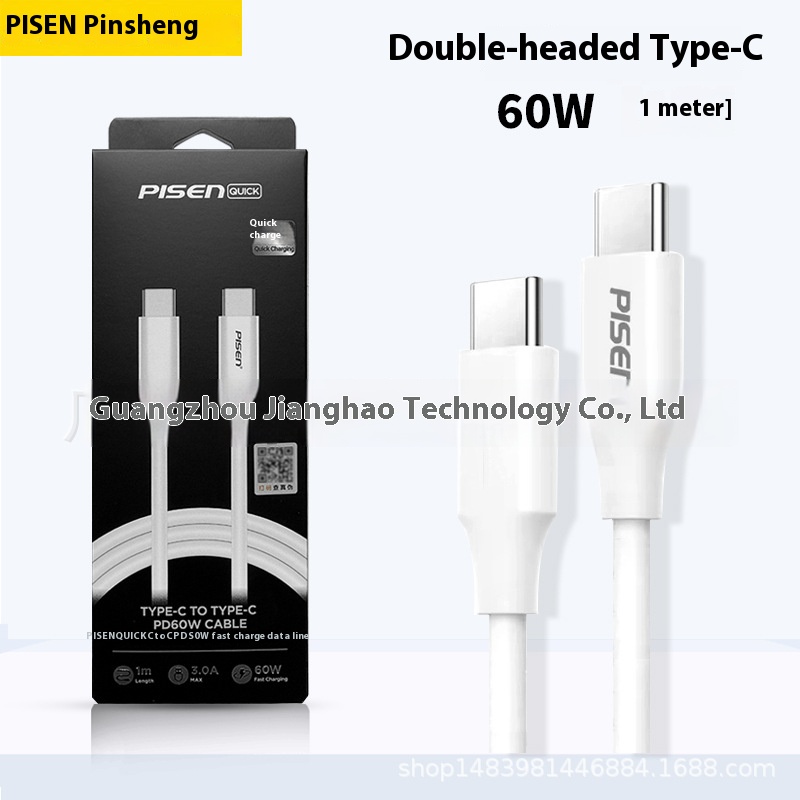 PISEN Pinsheng
Double-headed Type-C
60W
1 meter]
PISEN QUICK
Quick
charge
Quick Charging
PISEN
PISEN
Guangzhou Jianghao Technology Co., Ltd
TYPE-C TO TYPE-C
PD60W CABLE
PISENQUICKCtoCPDS0W fast charge data line
1m
Length
3.0A
MAX
60W
Fast Charging
shop1483981446884.1688.com